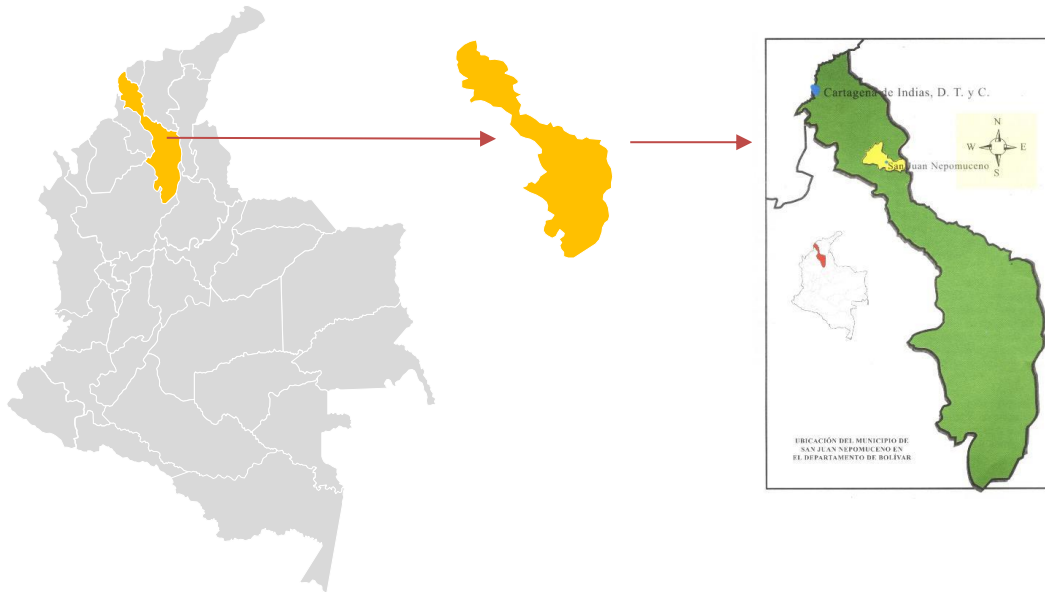 Cartagena de Indias, D. T. y C.
N
W E
S
San Juan Nepomuceno
UBICACIÓN DEL MUNICIPIO DE
SAN JUAN NEPOMUCENO EN
EL DEPARTAMENTO DE BOLÍVAR